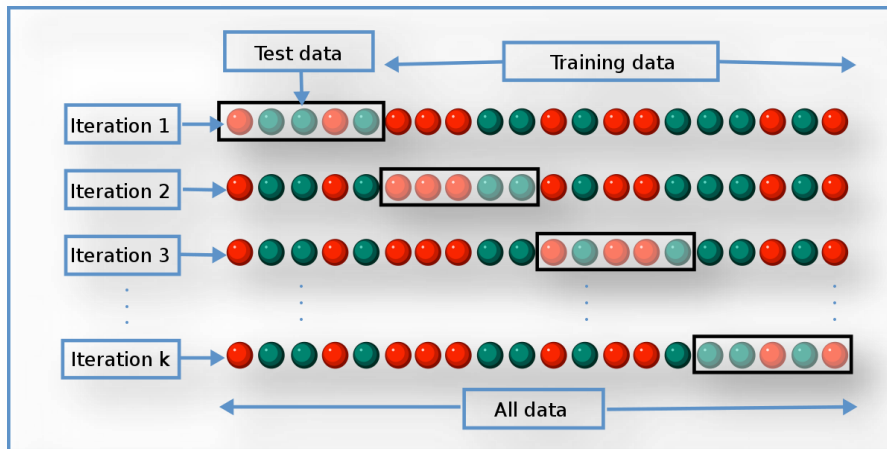 Test data
Training data
Iteration 1
Iteration 2
Iteration 3
Iteration k
All data